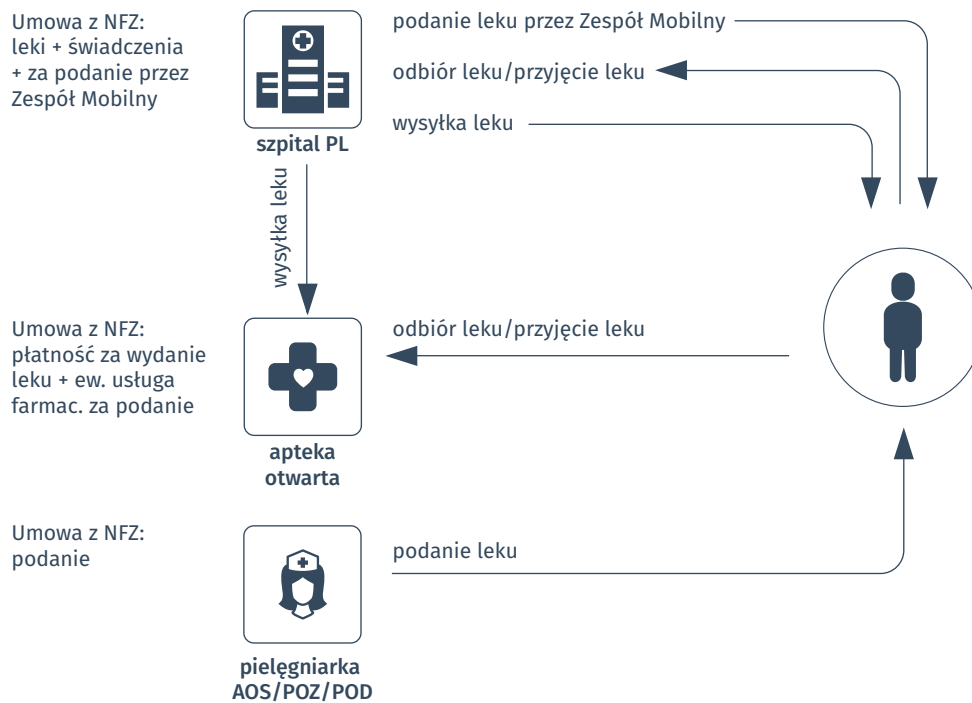 Umowa z NFZ:
leki + świadczenia
+ za podanie przez
Zespół Mobilny
szpital PL
podanie leku przez Zespół Mobilny
odbiór leku/przyjęcie leku
wysyłka leku
wysyłka leku
Umowa z NFZ:
płatność za wydanie
leku + ew. usługa
farmac. za podanie
apteka
otwarta
odbiór leku/przyjęcie leku
Umowa z NFZ:
podanie
podanie leku
pielęgniarka
AOS/POZ/POD